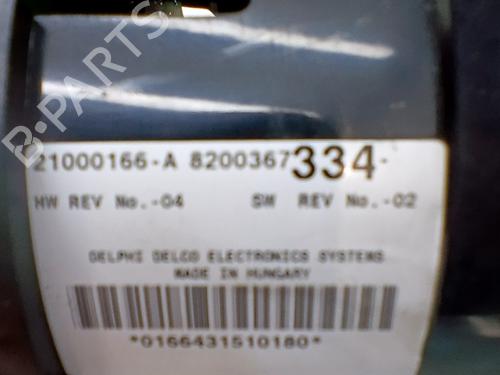 B-PARTS
21000166-A 8200367334-
HW REV No.-04 SW REV No.-02
DELPHI DELCO ELECTRONICS SYSTEMS
MADE IN HUNGARY
*0166431510180*